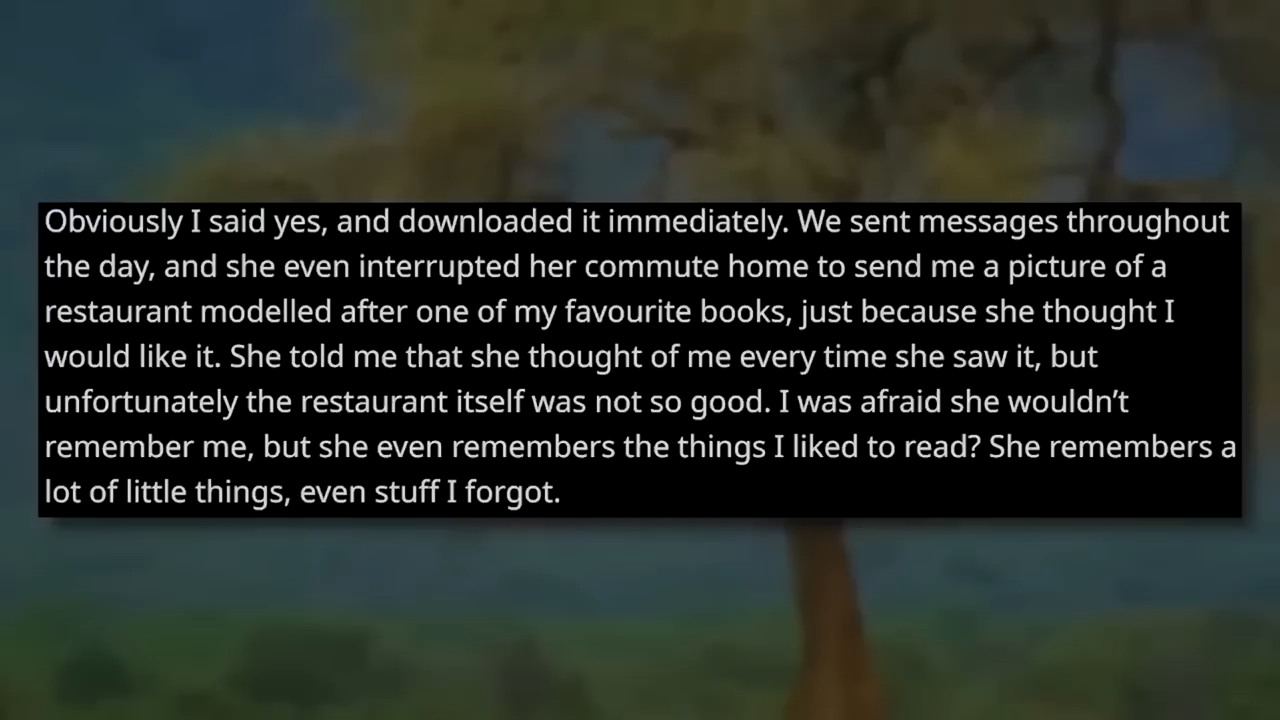 Obviously I said yes, and downloaded it immediately. We sent messages throughout
the day, and she even interrupted her commute home to send me a picture of a
restaurant modelled after one of my favourite books, just because she thought I
would like it. She told me that she thought of me every time she saw it, but
unfortunately the restaurant itself was not so good. I was afraid she wouldn’t
remember me, but she even remembers the things I liked to read? She remembers a
lot of little things, even stuff I forgot.